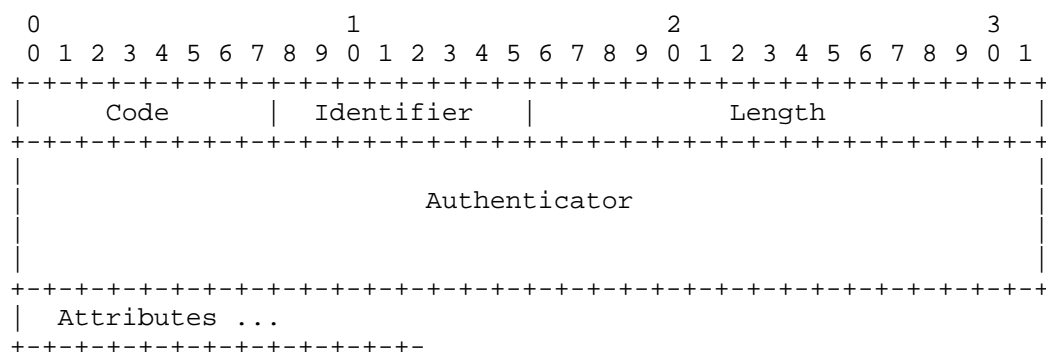 0                   1                   2                   3
 0 1 2 3 4 5 6 7 8 9 0 1 2 3 4 5 6 7 8 9 0 1 2 3 4 5 6 7 8 9 0 1
+-+-+-+-+-+-+-+-+-+-+-+-+-+-+-+-+-+-+-+-+-+-+-+-+-+-+-+-+-+-+-+-+
|     Code      |  Identifier   |            Length             |
+-+-+-+-+-+-+-+-+-+-+-+-+-+-+-+-+-+-+-+-+-+-+-+-+-+-+-+-+-+-+-+-+
|                                                               |
|                         Authenticator                         |
|                                                               |
|                                                               |
+-+-+-+-+-+-+-+-+-+-+-+-+-+-+-+-+-+-+-+-+-+-+-+-+-+-+-+-+-+-+-+-+
|  Attributes ...
+-+-+-+-+-+-+-+-+-+-+-+-+-